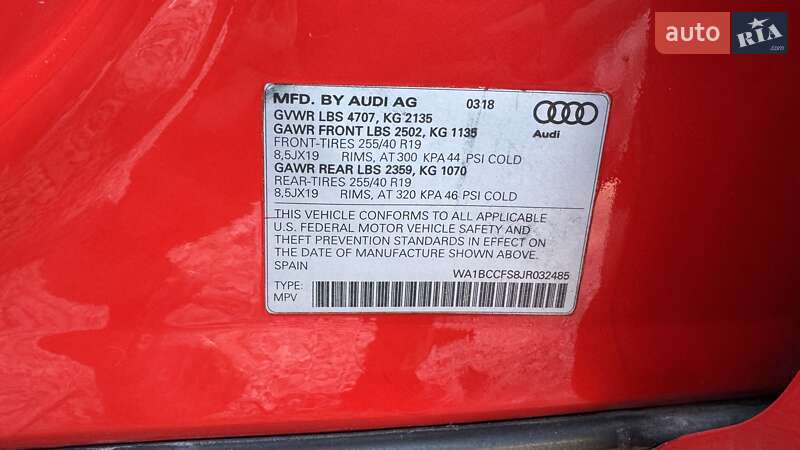 auto RIA
MFD. BY AUDI AG 0318
GVWR LBS 4707, KG 2135
GAWR FRONT LBS 2502, KG 1135
FRONT-TIRES 255/40 R19
8,5JX19 RIMS, AT 300 KPA 44 PSI COLD
GAWR REAR LBS 2359, KG 1070
REAR-TIRES 255/40 R19
8,5JX19 RIMS, AT 320 KPA 46 PSI COLD
Audi
THIS VEHICLE CONFORMS TO ALL APPLICABLE
U.S. FEDERAL MOTOR VEHICLE SAFETY AND
THEFT PREVENTION STANDARDS IN EFFECT ON
THE DATE OF MANUFACTURE SHOWN ABOVE.
SPAIN WA1BCCFS8JR032485
TYPE:
MPV